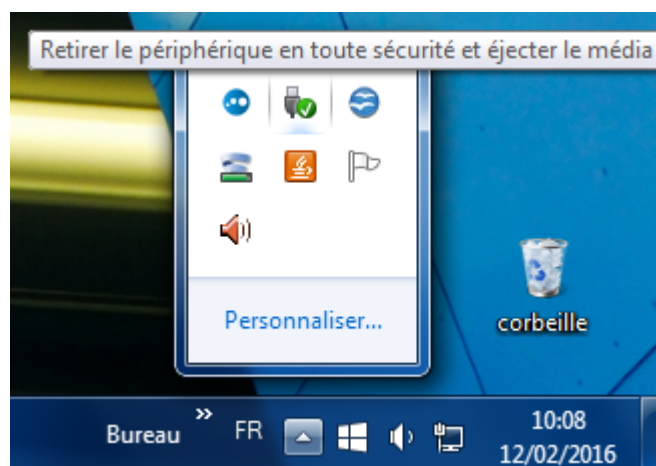 Retirer le périphérique en toute sécurité et éjecter le média
Personnaliser...
corbeille
Bureau
FR
10:08
12/02/2016